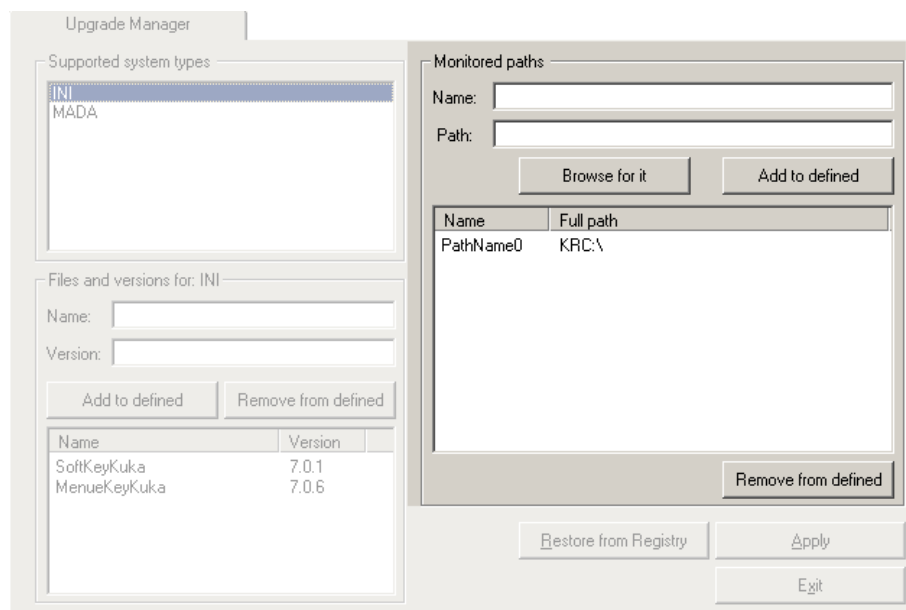 Upgrade Manager
Supported system types
INI
MADA
Files and versions for: INI
Name:
Version:
Add to defined Remove from defined
Name Version
SoftKeyKuka 7.0.1
MenueKeyKuka 7.0.6
Monitored paths
Name:
Path:
Browse for it Add to defined
Name Full path
PathName0 KRC:\
Remove from defined
Restore from Registry Apply
Exit